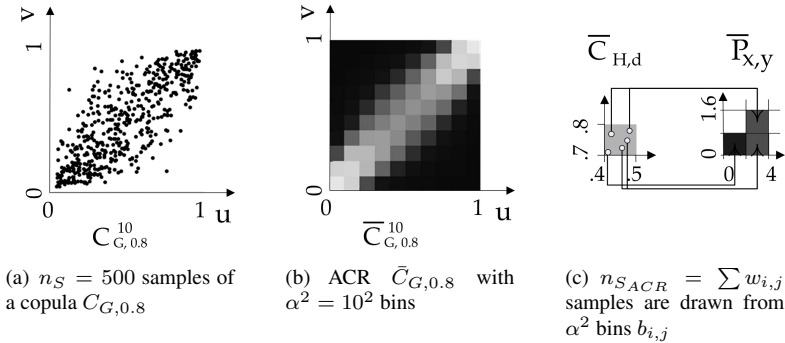 v
1
0
1 u
C 10 G, 0.8
v
1
0
1 u
C̅ 10 G, 0.8
C̅ H,d P̅ x,y
.8
.7
.4 .5
1.6
0
0 4
(a) n_S = 500 samples of
a copula C_{G,0.8}
(b) ACR C̄_{G,0.8} with
α² = 10² bins
(c) n_{S_{ACR}} = ∑ w_{i,j}
samples are drawn from
α² bins b_{i,j}